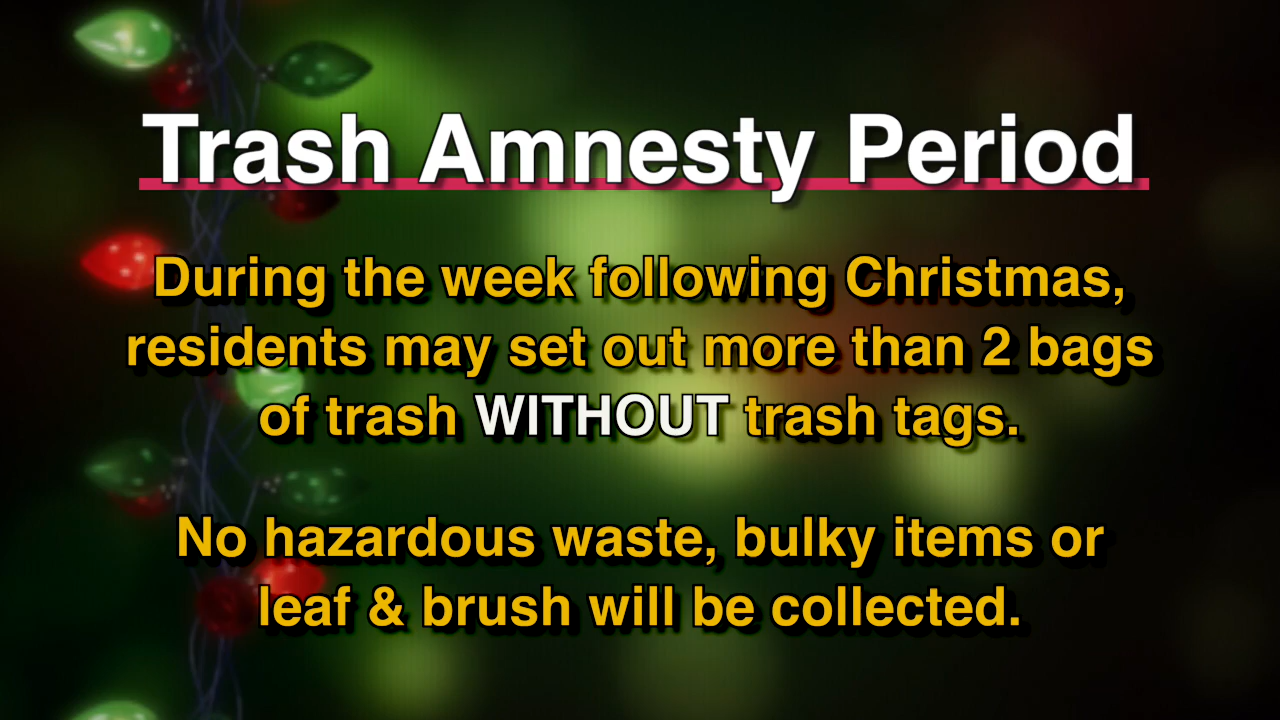 Trash Amnesty Period
During the week following Christmas,
residents may set out more than 2 bags
of trash WITHOUT trash tags.
No hazardous waste, bulky items or
leaf & brush will be collected.